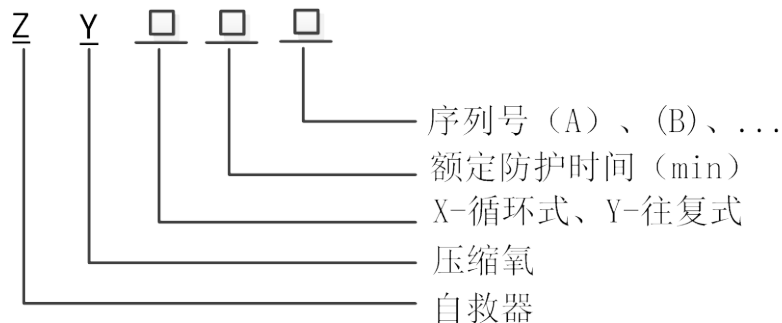 Z Y □ □ □
序列号（A）、(B)、...
额定防护时间（min）
X-循环式、Y-往复式
压缩氧
自救器